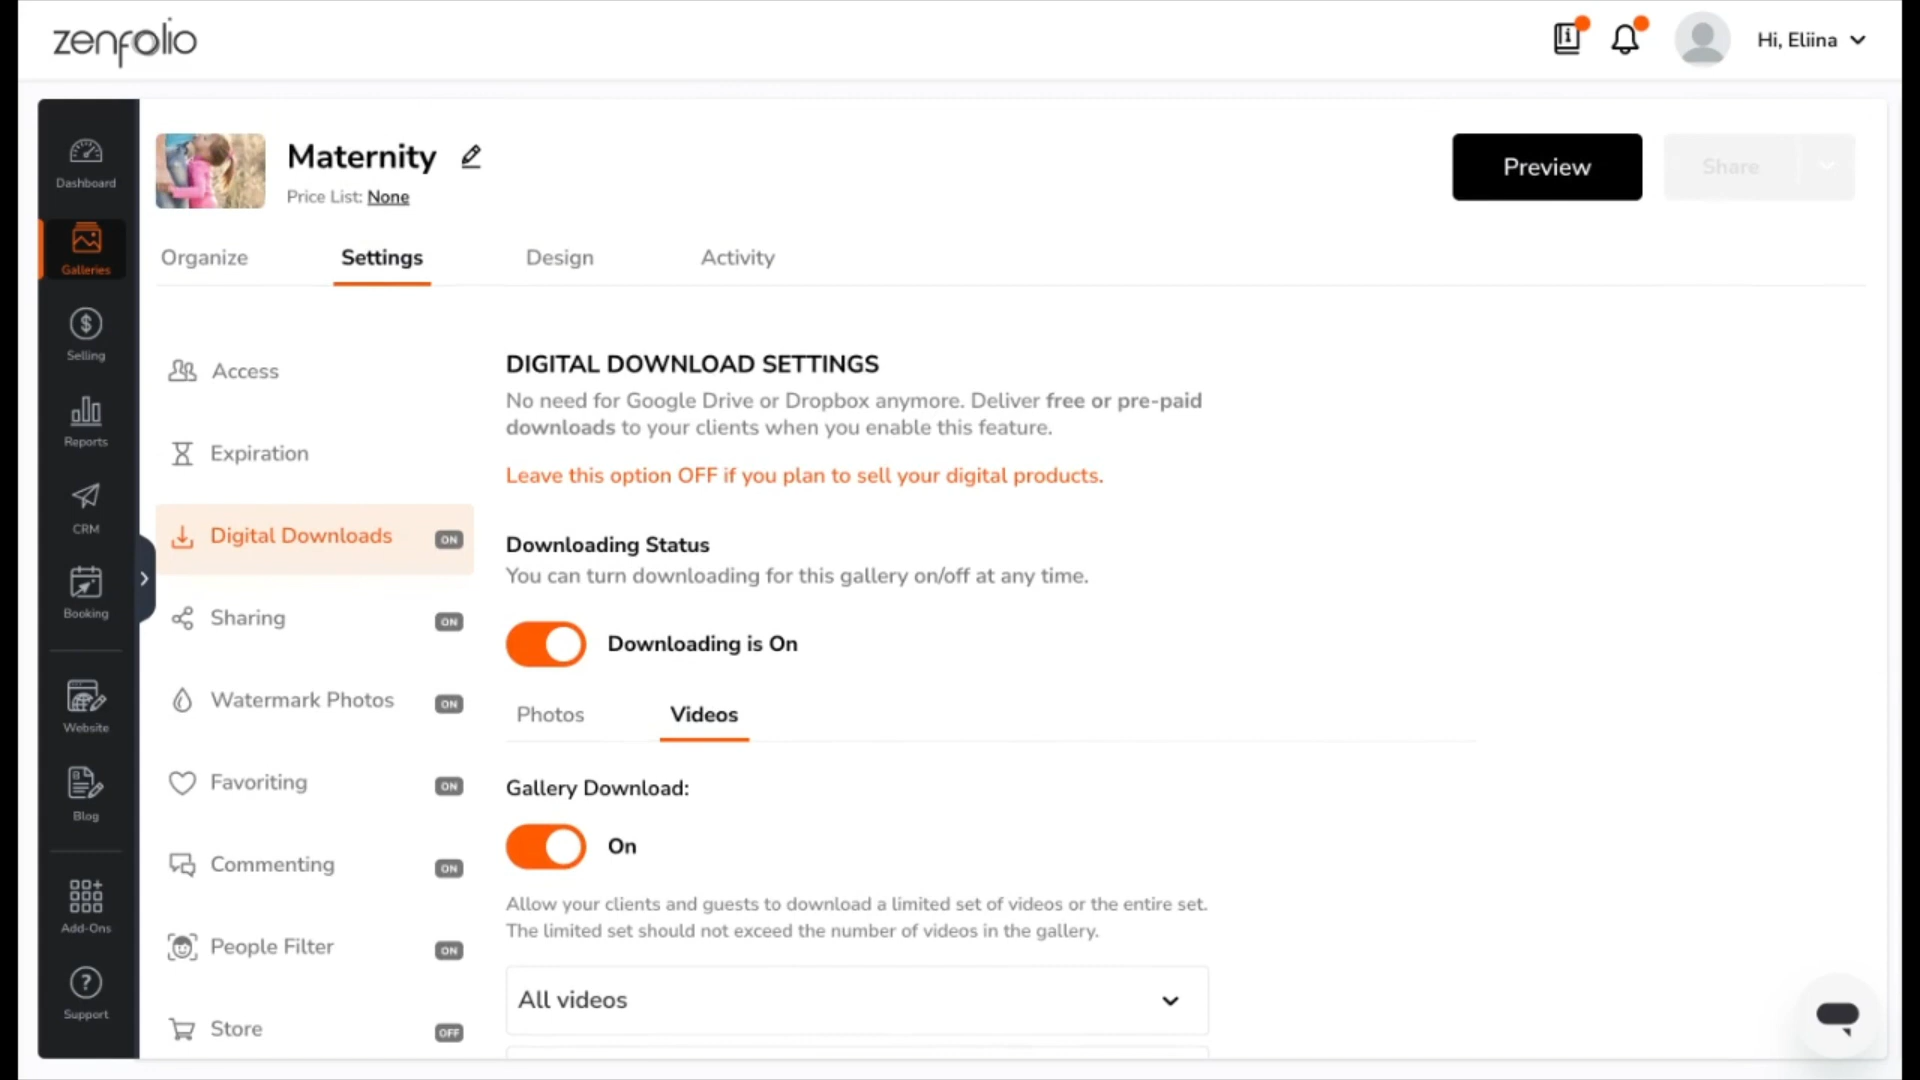 zenfolio
Hi, Eliina
Dashboard
Galleries
Selling
Reports
CRM
Booking
Website
Blog
Add-Ons
Support
Maternity
Price List: None
Preview
Share
Organize
Settings
Design
Activity
Access
Expiration
Digital Downloads ON
Sharing ON
Watermark Photos ON
Favoriting ON
Commenting ON
People Filter ON
Store OFF
DIGITAL DOWNLOAD SETTINGS
No need for Google Drive or Dropbox anymore. Deliver free or pre-paid
downloads to your clients when you enable this feature.
Leave this option OFF if you plan to sell your digital products.
Downloading Status
You can turn downloading for this gallery on/off at any time.
Downloading is On
Photos
Videos
Gallery Download:
On
Allow your clients and guests to download a limited set of videos or the entire set.
The limited set should not exceed the number of videos in the gallery.
All videos